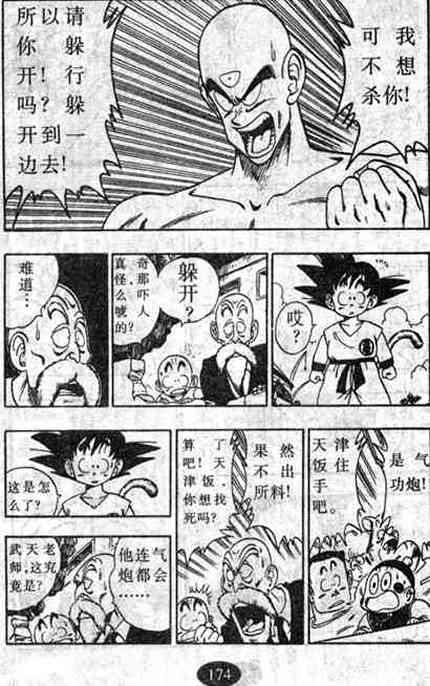 可我
不想
杀你!
所以请
你躲
开!行
吗?躲
开到一
边去!
哎?
躲
开?
真奇怪,那怎么吓唬人的?
难
道…
是气
功炮!
天津
饭住
手
吧。
果然
不出
所料!
算了
吧!天
津饭,
你想找
死吗?
这是怎
么了?
他连气
炮都会
……
武天老
师,这究
竟是?
174